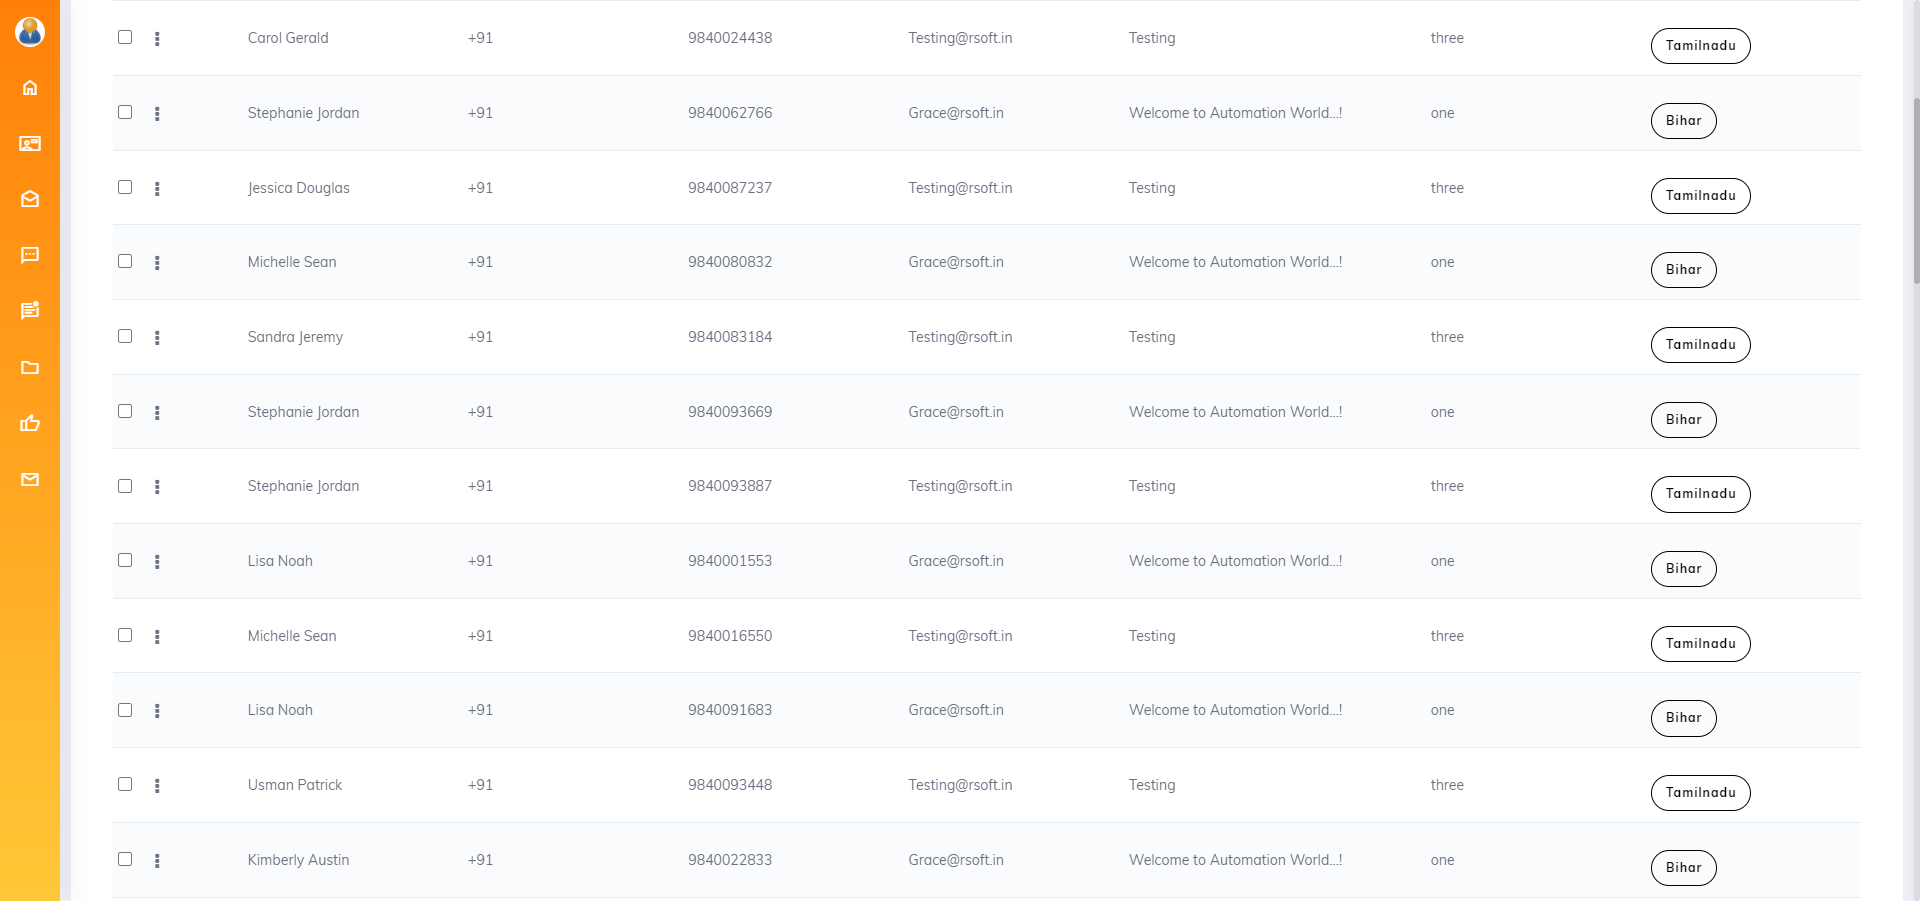 Carol Gerald +91 9840024438 Testing@rsoft.in Testing three Tamilnadu
Stephanie Jordan +91 9840062766 Grace@rsoft.in Welcome to Automation World...! one Bihar
Jessica Douglas +91 9840087237 Testing@rsoft.in Testing three Tamilnadu
Michelle Sean +91 9840080832 Grace@rsoft.in Welcome to Automation World...! one Bihar
Sandra Jeremy +91 9840083184 Testing@rsoft.in Testing three Tamilnadu
Stephanie Jordan +91 9840093669 Grace@rsoft.in Welcome to Automation World...! one Bihar
Stephanie Jordan +91 9840093887 Testing@rsoft.in Testing three Tamilnadu
Lisa Noah +91 9840001553 Grace@rsoft.in Welcome to Automation World...! one Bihar
Michelle Sean +91 9840016550 Testing@rsoft.in Testing three Tamilnadu
Lisa Noah +91 9840091683 Grace@rsoft.in Welcome to Automation World...! one Bihar
Usman Patrick +91 9840093448 Testing@rsoft.in Testing three Tamilnadu
Kimberly Austin +91 9840022833 Grace@rsoft.in Welcome to Automation World...! one Bihar